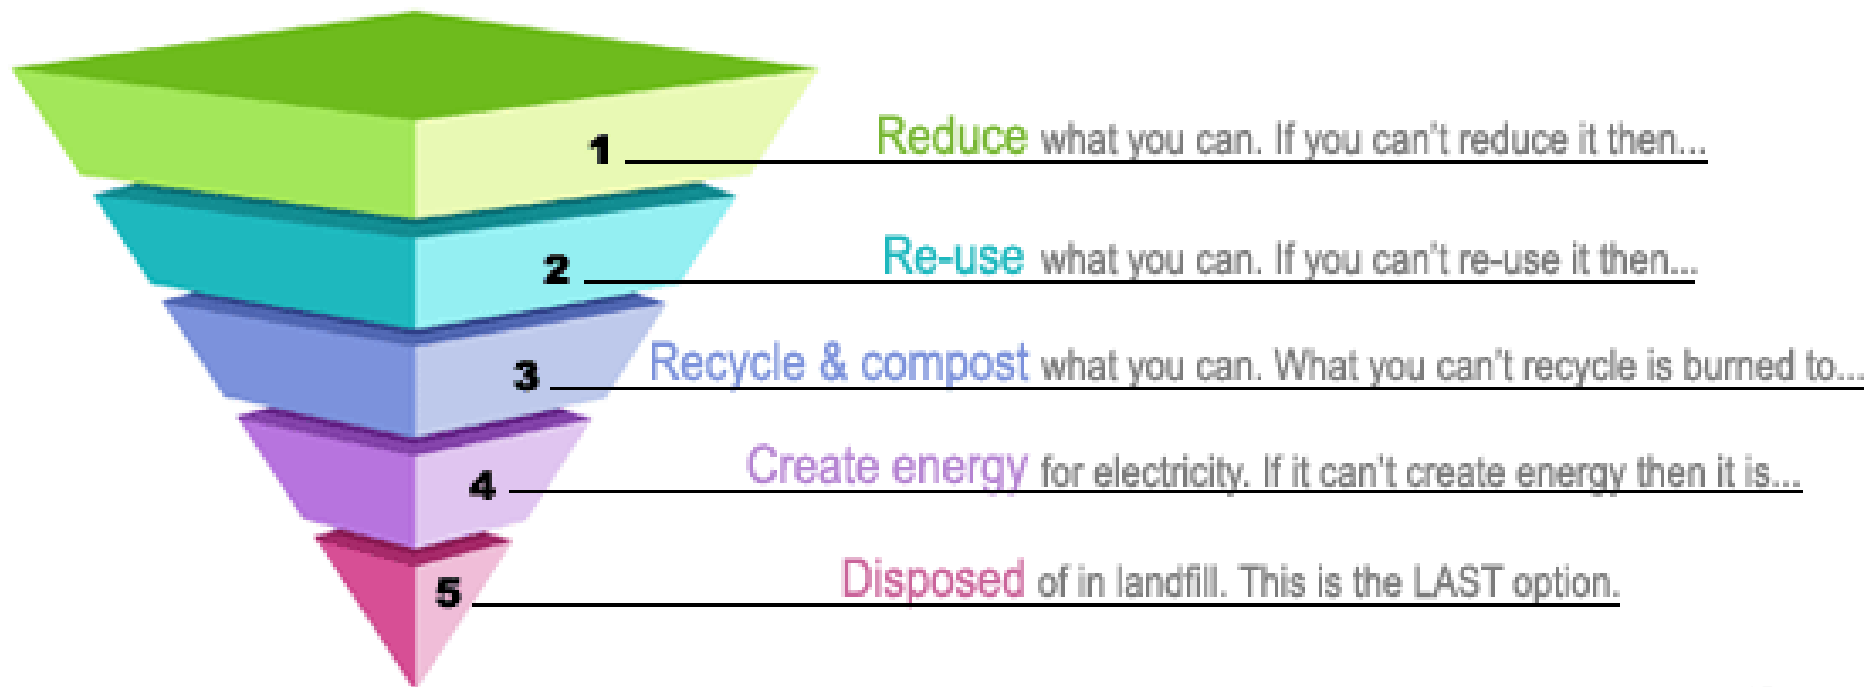 1 Reduce what you can. If you can't reduce it then...
2 Re-use what you can. If you can't re-use it then...
3 Recycle & compost what you can. What you can't recycle is burned to...
4 Create energy for electricity. If it can't create energy then it is...
5 Disposed of in landfill. This is the LAST option.